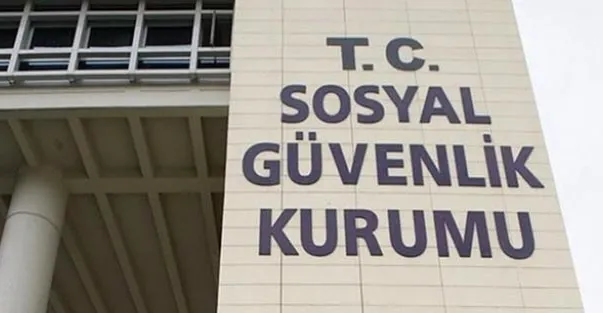 T.C.
SOSYAL
GÜVENLİK
KURUMU